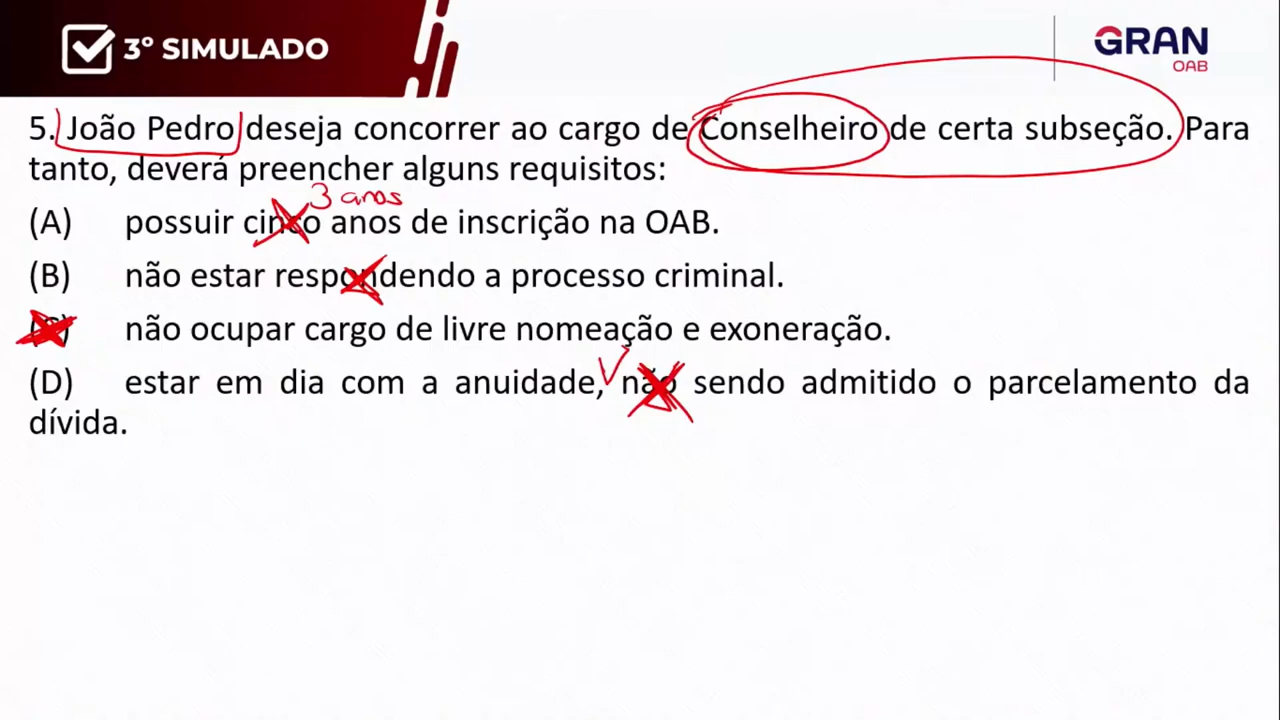 3º SIMULADO
GRAN
OAB
5. João Pedro deseja concorrer ao cargo de Conselheiro de certa subseção. Para
tanto, deverá preencher alguns requisitos:
3 anos
(A) possuir cinco anos de inscrição na OAB.
(B) não estar respondendo a processo criminal.
(C) não ocupar cargo de livre nomeação e exoneração.
(D) estar em dia com a anuidade, não sendo admitido o parcelamento da
dívida.